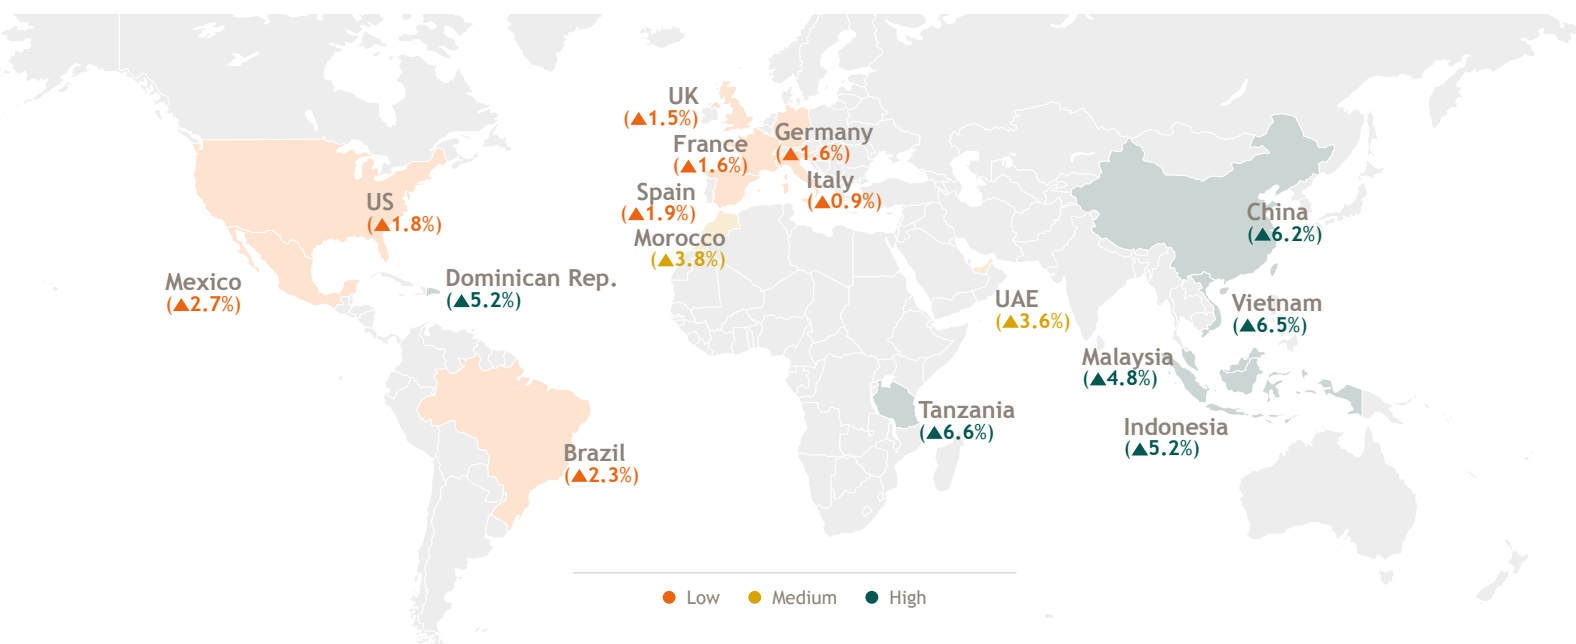 UK
(▲1.5%)
France
(▲1.6%)
Germany
(▲1.6%)
Spain
(▲1.9%)
Italy
(▲0.9%)
US
(▲1.8%)
Morocco
(▲3.8%)
China
(▲6.2%)
Mexico
(▲2.7%)
Dominican Rep.
(▲5.2%)
UAE
(▲3.6%)
Vietnam
(▲6.5%)
Malaysia
(▲4.8%)
Tanzania
(▲6.6%)
Indonesia
(▲5.2%)
Brazil
(▲2.3%)
Low
Medium
High